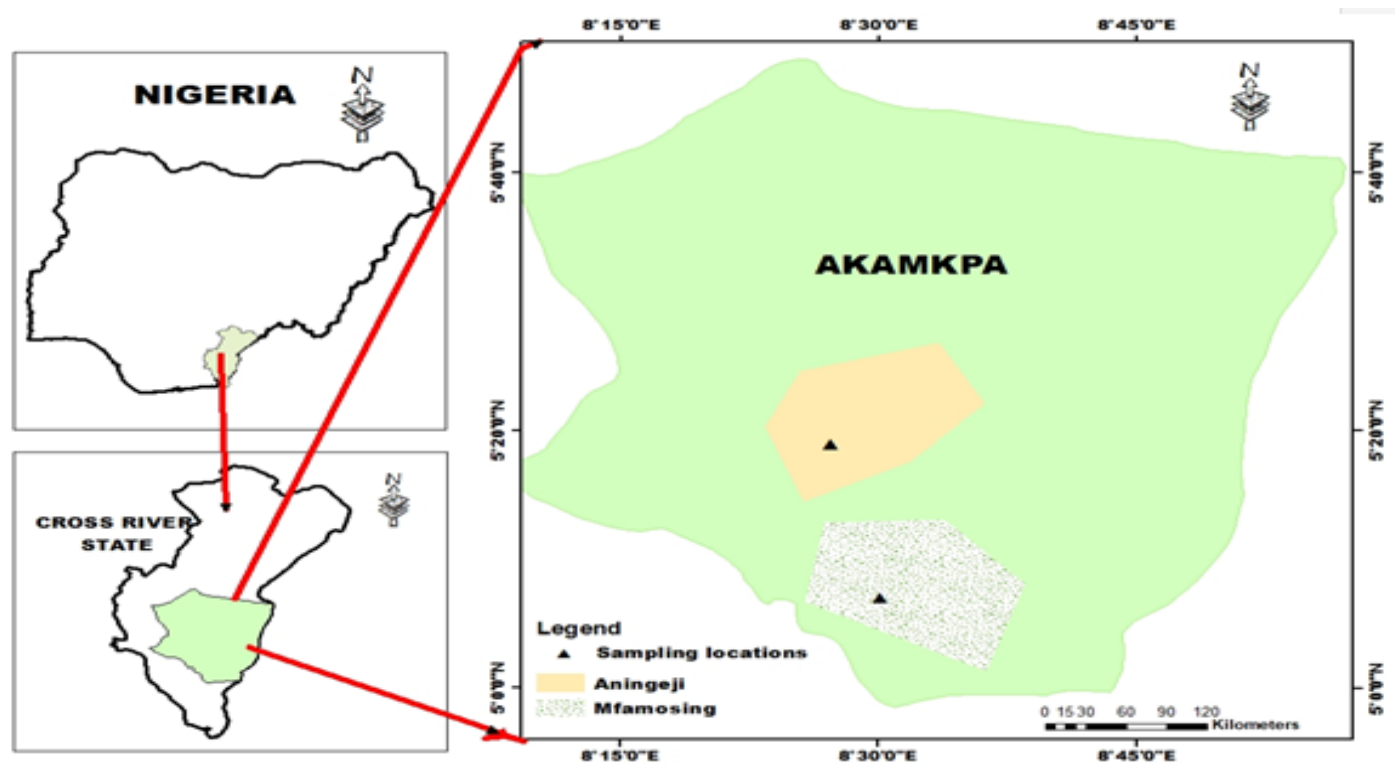 NIGERIA
N
CROSS RIVER
STATE
N
8°15'0"E 8°30'0"E 8°45'0"E
N
5°40'0"N 5°40'0"N
AKAMKPA
5°20'0"N 5°20'0"N
Legend
Sampling locations
Aningeji
Mfamosing
5°0'0"N 5°0'0"N
0 15 30 60 90 120
Kilometers
8°15'0"E 8°30'0"E 8°45'0"E